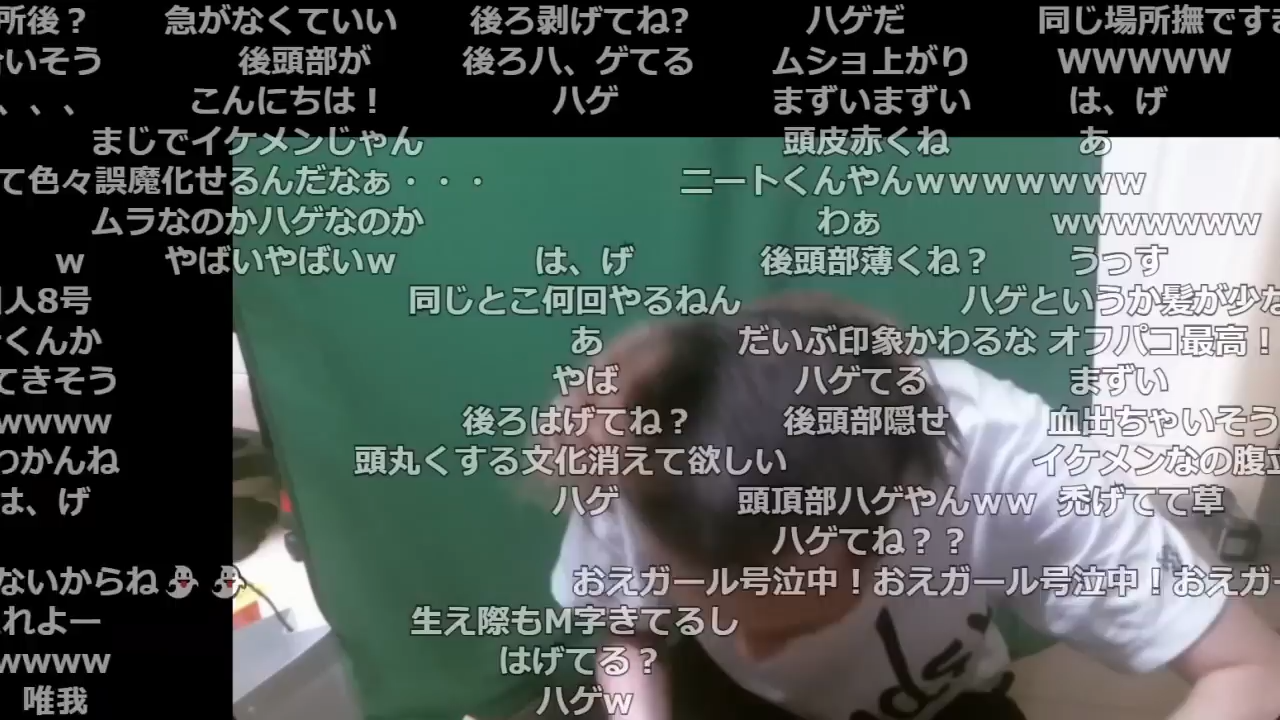 所後？ 急がなくていい 後ろ剥げてね? ハゲだ 同じ場所撫ですぎ
いそう 後頭部が 後ろハ、ゲてる ムショ上がり wwwww
、、、 こんにちは！ ハゲ まずいまずい は、げ
まじでイケメンじゃん 頭皮赤くね あ
て色々誤魔化せるんだなぁ・・・ ニートくんやんwwwwwww
ムラなのかハゲなのか わぁ wwwwwww
w やばいやばいw は、げ 後頭部薄くね？ うっす
人8号 同じとこ何回やるねん ハゲというか髪が少な
くんか あ だいぶ印象かわるな オフパコ最高！
てきそう やば ハゲてる まずい
wwww 後ろはげてね？ 後頭部隠せ 血出ちゃいそう
わかんね 頭丸くする文化消えて欲しい イケメンなの腹立
は、げ ハゲ 頭頂部ハゲやんww 禿げてて草
ハゲてね？？
ないからね おえガール号泣中！おえガール号泣中！おえガー
れよー 生え際もM字きてるし
wwww はげてる？
唯我 ハゲw